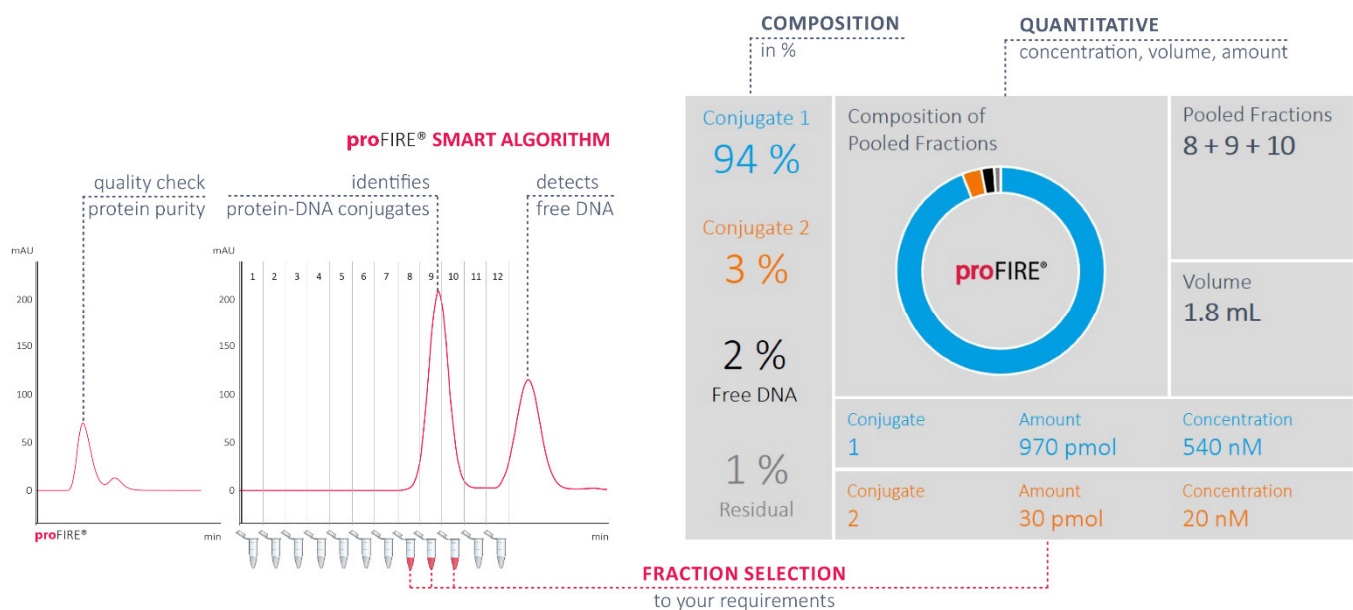 COMPOSITION
in %
QUANTITATIVE
concentration, volume, amount
proFIRE® SMART ALGORITHM
quality check
protein purity
identifies
protein-DNA conjugates
detects
free DNA
mAU
200
150
100
50
0
proFIRE®
min
mAU
1 2 3 4 5 6 7 8 9 10 11 12
200
150
100
50
0
min
Conjugate 1
94 %
Conjugate 2
3 %
2 %
Free DNA
1 %
Residual
Composition of
Pooled Fractions
proFIRE®
Pooled Fractions
8 + 9 + 10
Volume
1.8 mL
Conjugate Amount Concentration
1 970 pmol 540 nM
Conjugate Amount Concentration
2 30 pmol 20 nM
FRACTION SELECTION
to your requirements